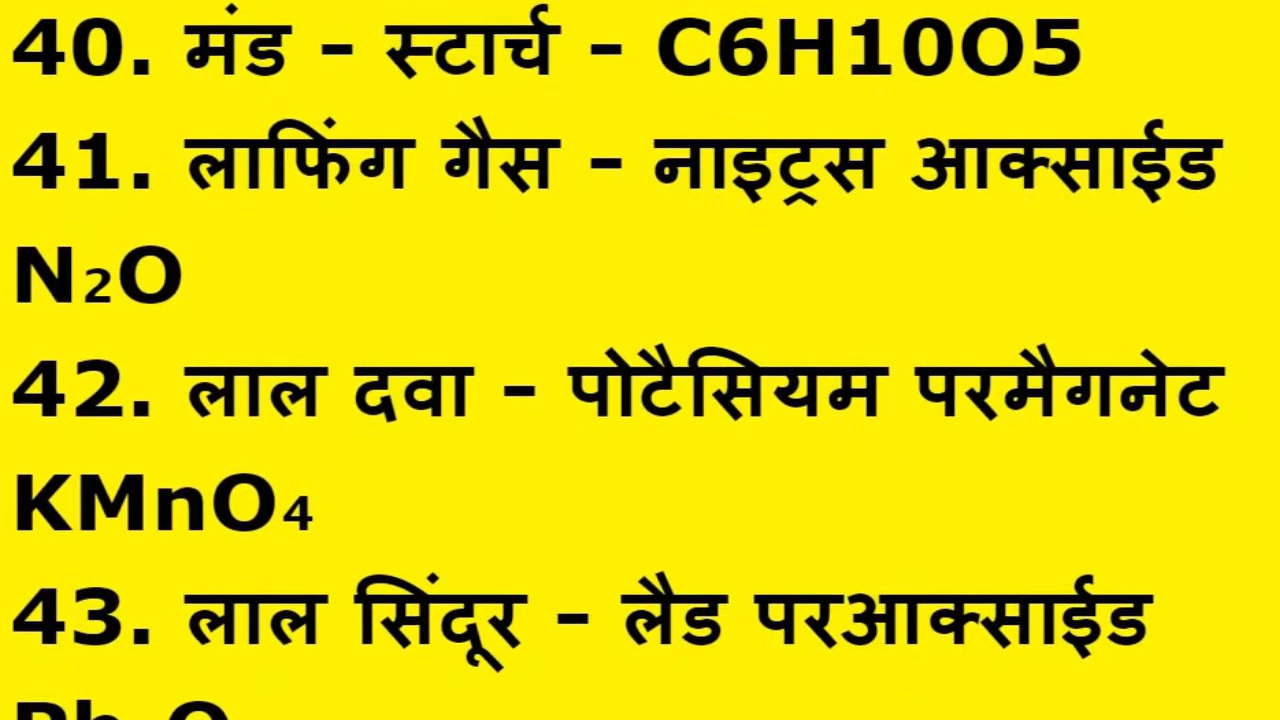 40. मंड - स्टार्च - C6H10O5
41. लाफिंग गैस - नाइट्रस आक्साईड
N₂O
42. लाल दवा - पोटैसियम परमैगनेट
KMnO₄
43. लाल सिंदूर - लैड परआक्साईड